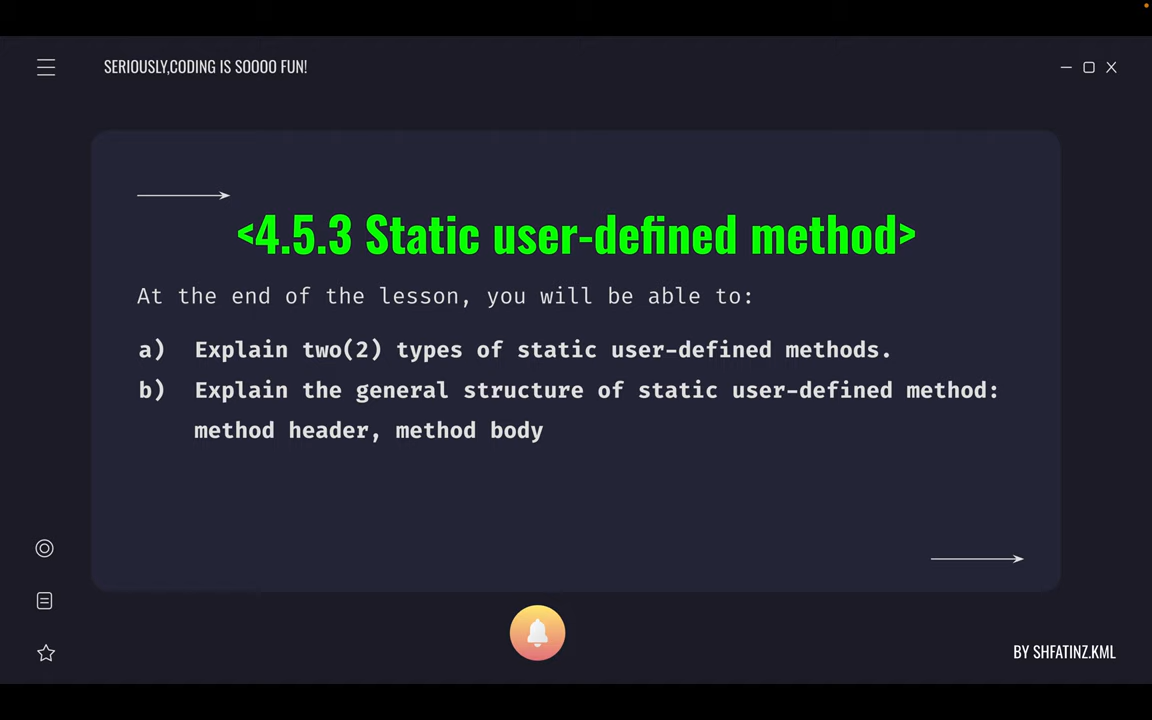 SERIOUSLY,CODING IS SOOOO FUN!
<4.5.3 Static user-defined method>
At the end of the lesson, you will be able to:
a) Explain two(2) types of static user-defined methods.
b) Explain the general structure of static user-defined method:
method header, method body
BY SHFATINZ.KML